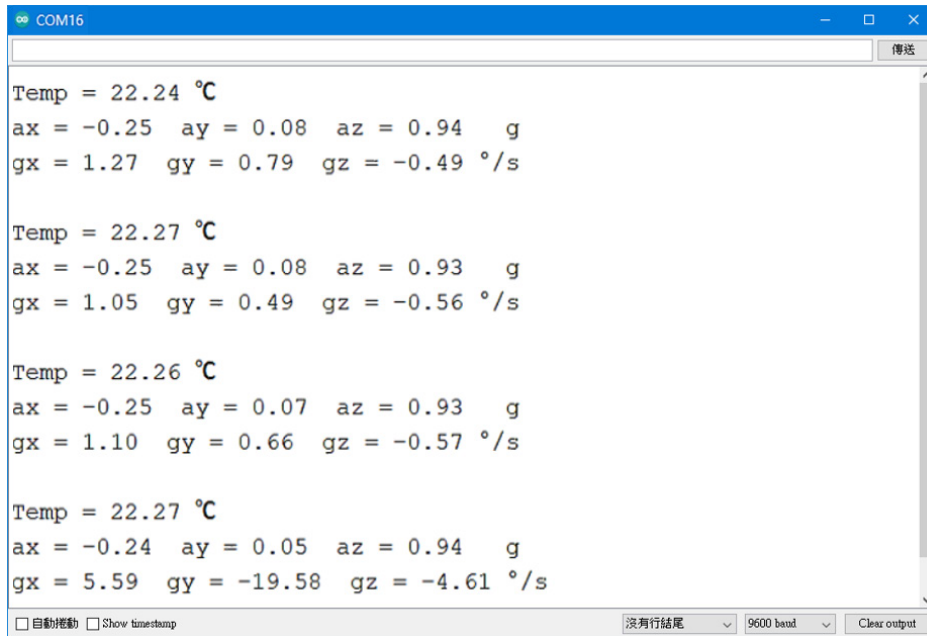 COM16
傳送
Temp = 22.24 ℃
ax = -0.25  ay = 0.08  az = 0.94   g
gx = 1.27  gy = 0.79  gz = -0.49 °/s
Temp = 22.27 ℃
ax = -0.25  ay = 0.08  az = 0.93   g
gx = 1.05  gy = 0.49  gz = -0.56 °/s
Temp = 22.26 ℃
ax = -0.25  ay = 0.07  az = 0.93   g
gx = 1.10  gy = 0.66  gz = -0.57 °/s
Temp = 22.27 ℃
ax = -0.24  ay = 0.05  az = 0.94   g
gx = 5.59  gy = -19.58  gz = -4.61 °/s
自動捲動 Show timestamp 沒有行結尾 9600 baud Clear output